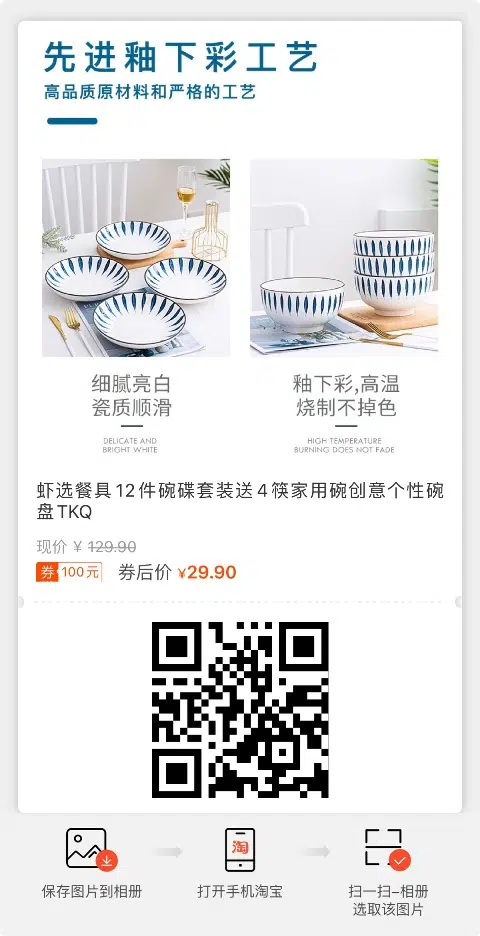 先进釉下彩工艺
高品质原材料和严格的工艺
细腻亮白
瓷质顺滑
DELICATE AND
BRIGHT WHITE
釉下彩,高温
烧制不掉色
HIGH TEMPERATURE
BURNING DOES NOT FADE
虾选餐具12件碗碟套装送4筷家用碗创意个性碗
盘TKQ
现价 ¥ 129.90
券 100元 券后价 ¥29.90
淘
保存图片到相册
打开手机淘宝
扫一扫-相册
选取该图片